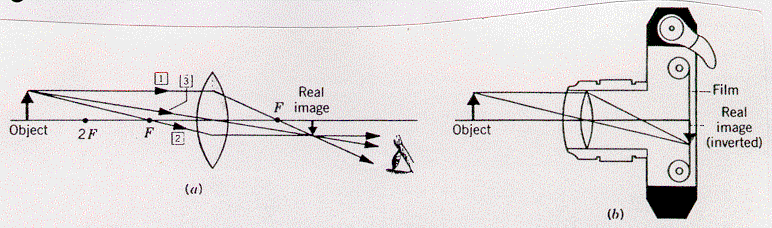 1
3
Real
image
F
Object
2F
F
2
(a)
Film
Real
image
(inverted)
Object
(b)